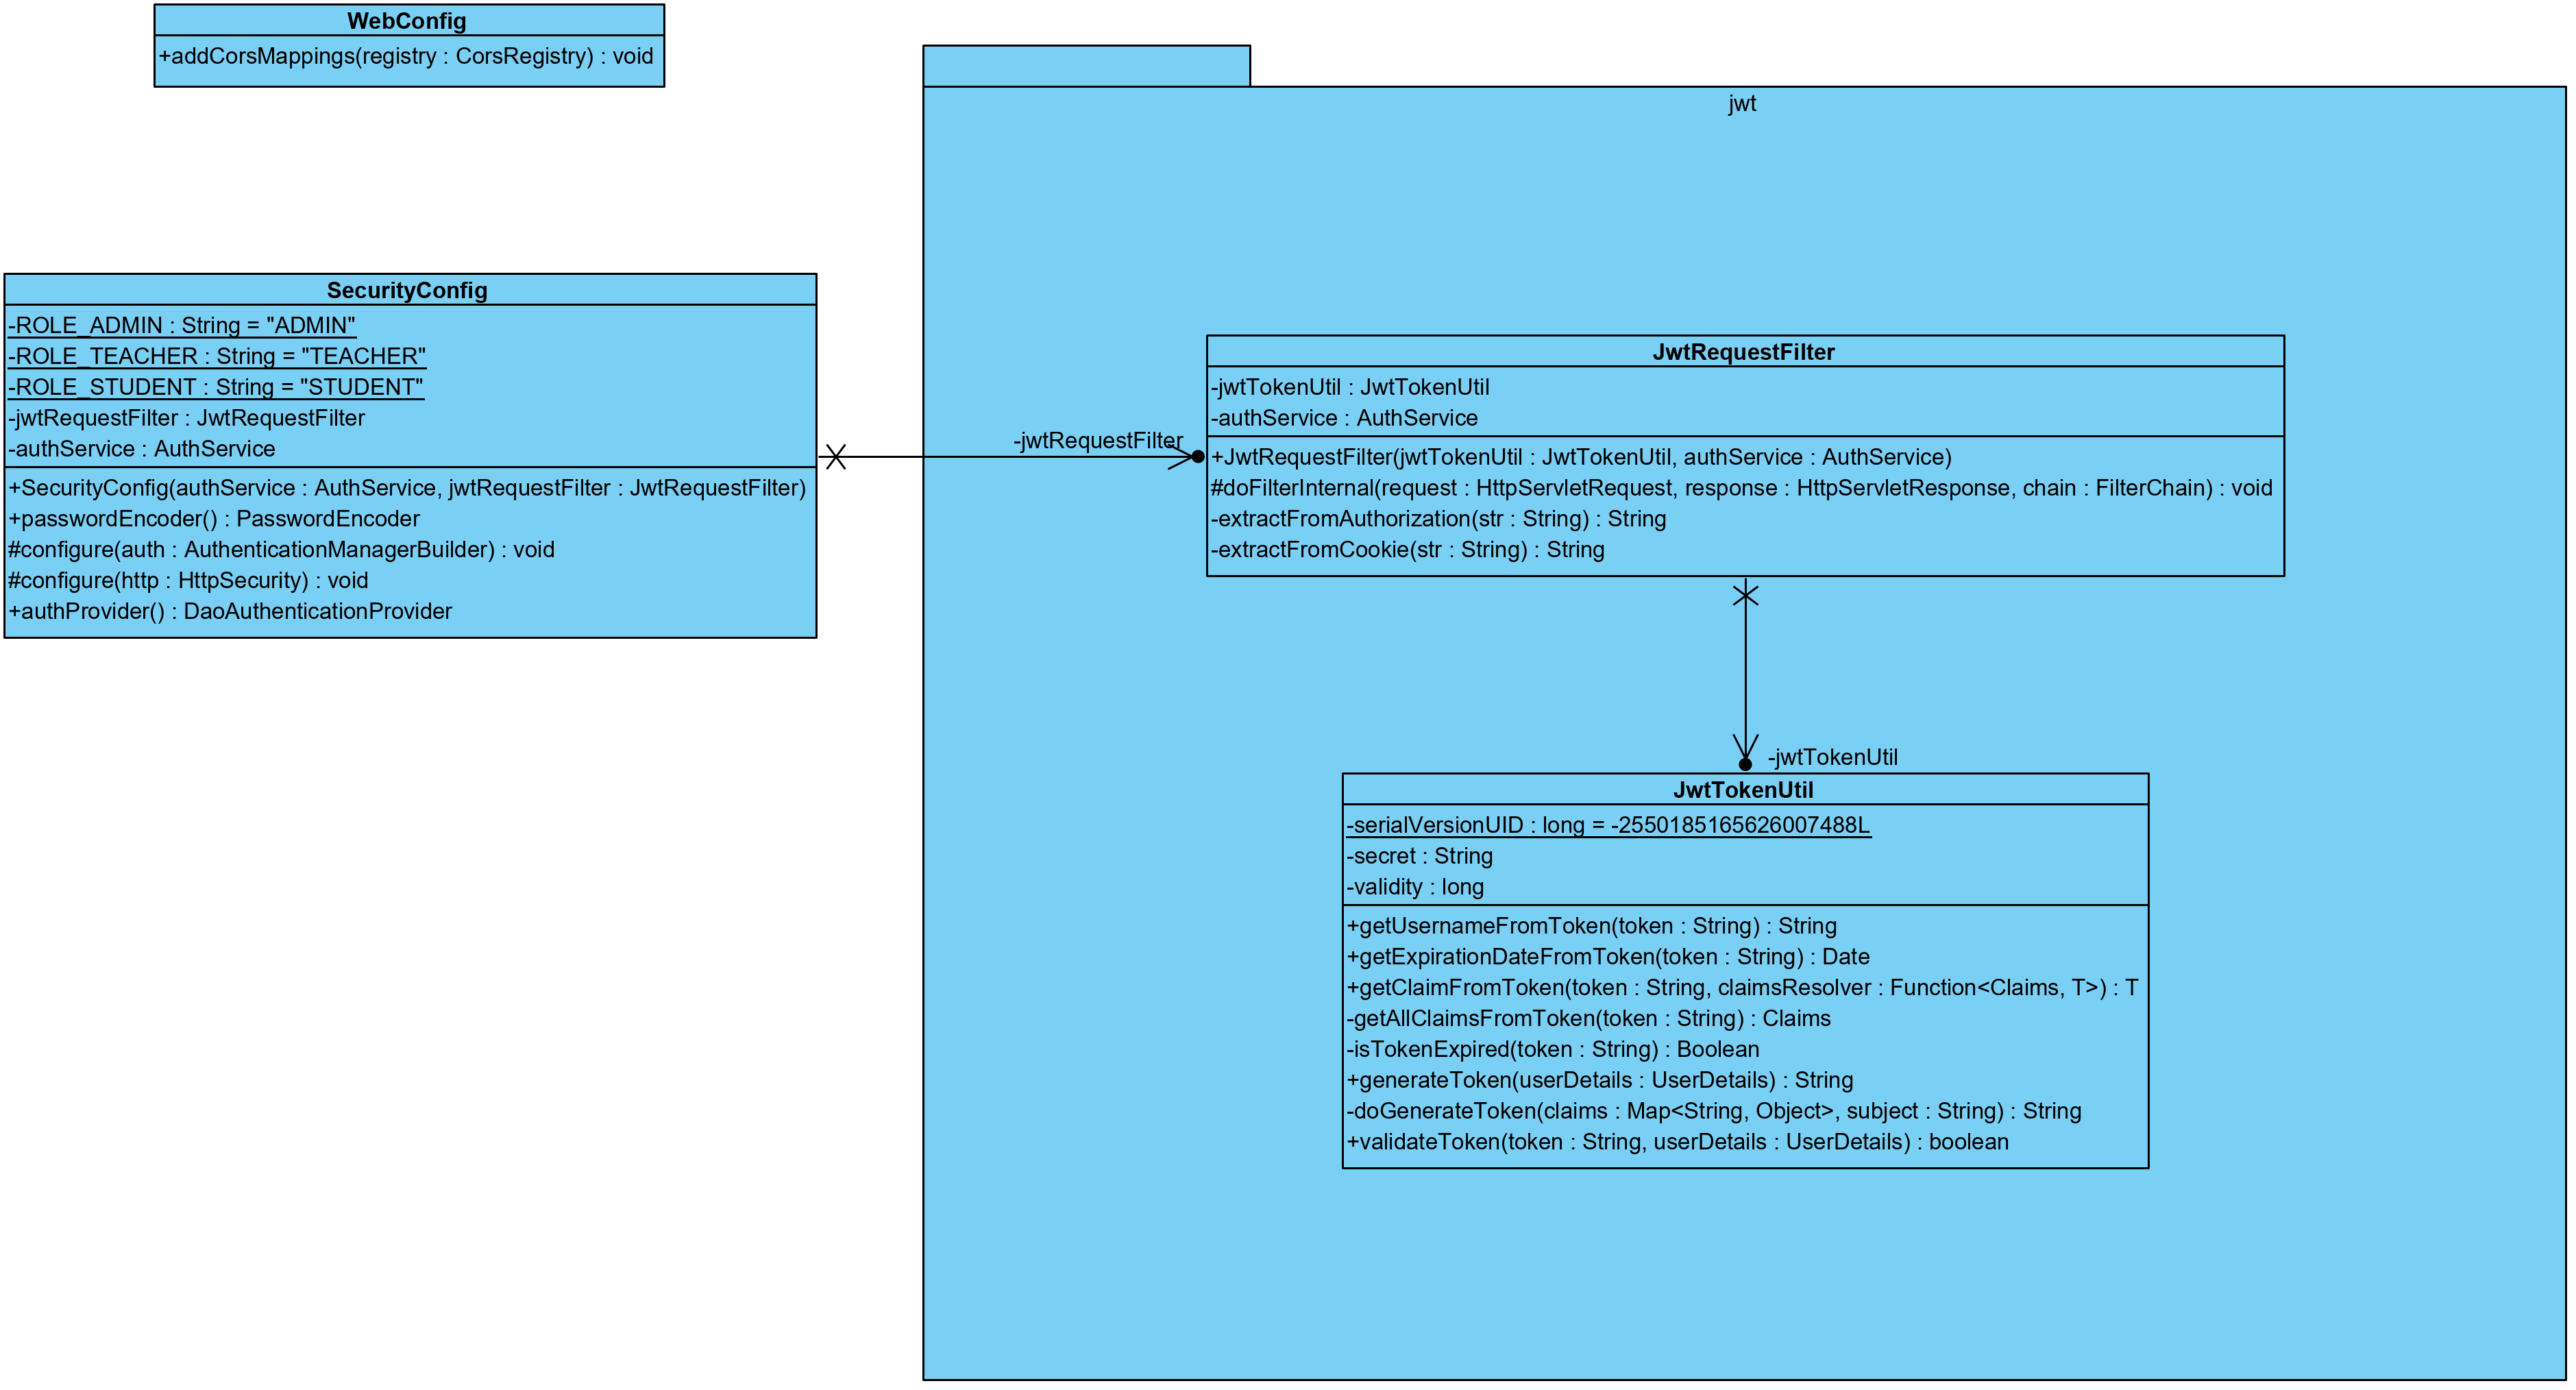 WebConfig
+addCorsMappings(registry : CorsRegistry) : void
jwt
SecurityConfig
-ROLE_ADMIN : String = "ADMIN"
-ROLE_TEACHER : String = "TEACHER"
-ROLE_STUDENT : String = "STUDENT"
-jwtRequestFilter : JwtRequestFilter
-authService : AuthService
+SecurityConfig(authService : AuthService, jwtRequestFilter : JwtRequestFilter)
+passwordEncoder() : PasswordEncoder
#configure(auth : AuthenticationManagerBuilder) : void
#configure(http : HttpSecurity) : void
+authProvider() : DaoAuthenticationProvider
-jwtRequestFilter
JwtRequestFilter
-jwtTokenUtil : JwtTokenUtil
-authService : AuthService
+JwtRequestFilter(jwtTokenUtil : JwtTokenUtil, authService : AuthService)
#doFilterInternal(request : HttpServletRequest, response : HttpServletResponse, chain : FilterChain) : void
-extractFromAuthorization(str : String) : String
-extractFromCookie(str : String) : String
-jwtTokenUtil
JwtTokenUtil
-serialVersionUID : long = -2550185165626007488L
-secret : String
-validity : long
+getUsernameFromToken(token : String) : String
+getExpirationDateFromToken(token : String) : Date
+getClaimFromToken(token : String, claimsResolver : Function<Claims, T>) : T
-getAllClaimsFromToken(token : String) : Claims
-isTokenExpired(token : String) : Boolean
+generateToken(userDetails : UserDetails) : String
-doGenerateToken(claims : Map<String, Object>, subject : String) : String
+validateToken(token : String, userDetails : UserDetails) : boolean